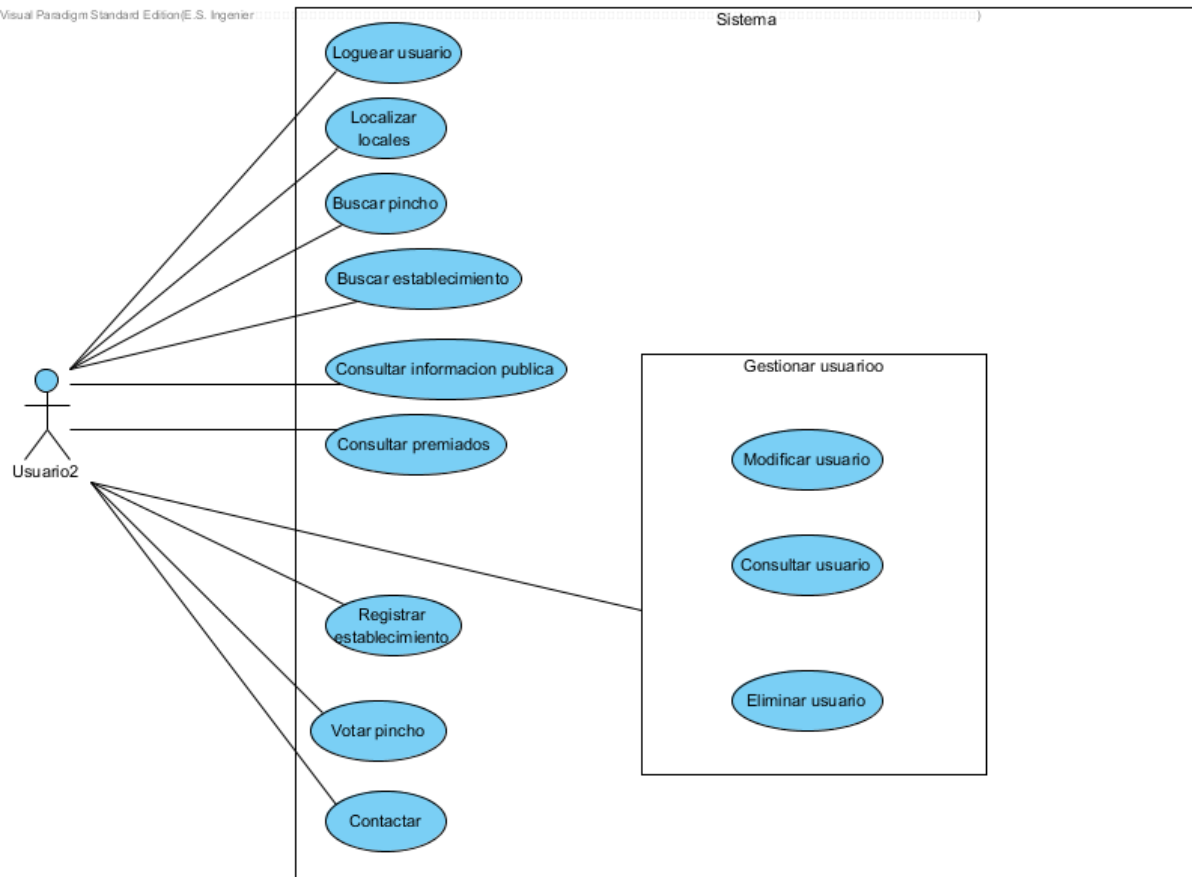 Visual Paradigm Standard Edition(E.S. Ingenier
)
Sistema
Loguear usuario
Localizar
locales
Buscar pincho
Buscar establecimiento
Consultar informacion publica
Gestionar usuarioo
Consultar premiados
Modificar usuario
Usuario2
Consultar usuario
Registrar
establecimiento
Eliminar usuario
Votar pincho
Contactar